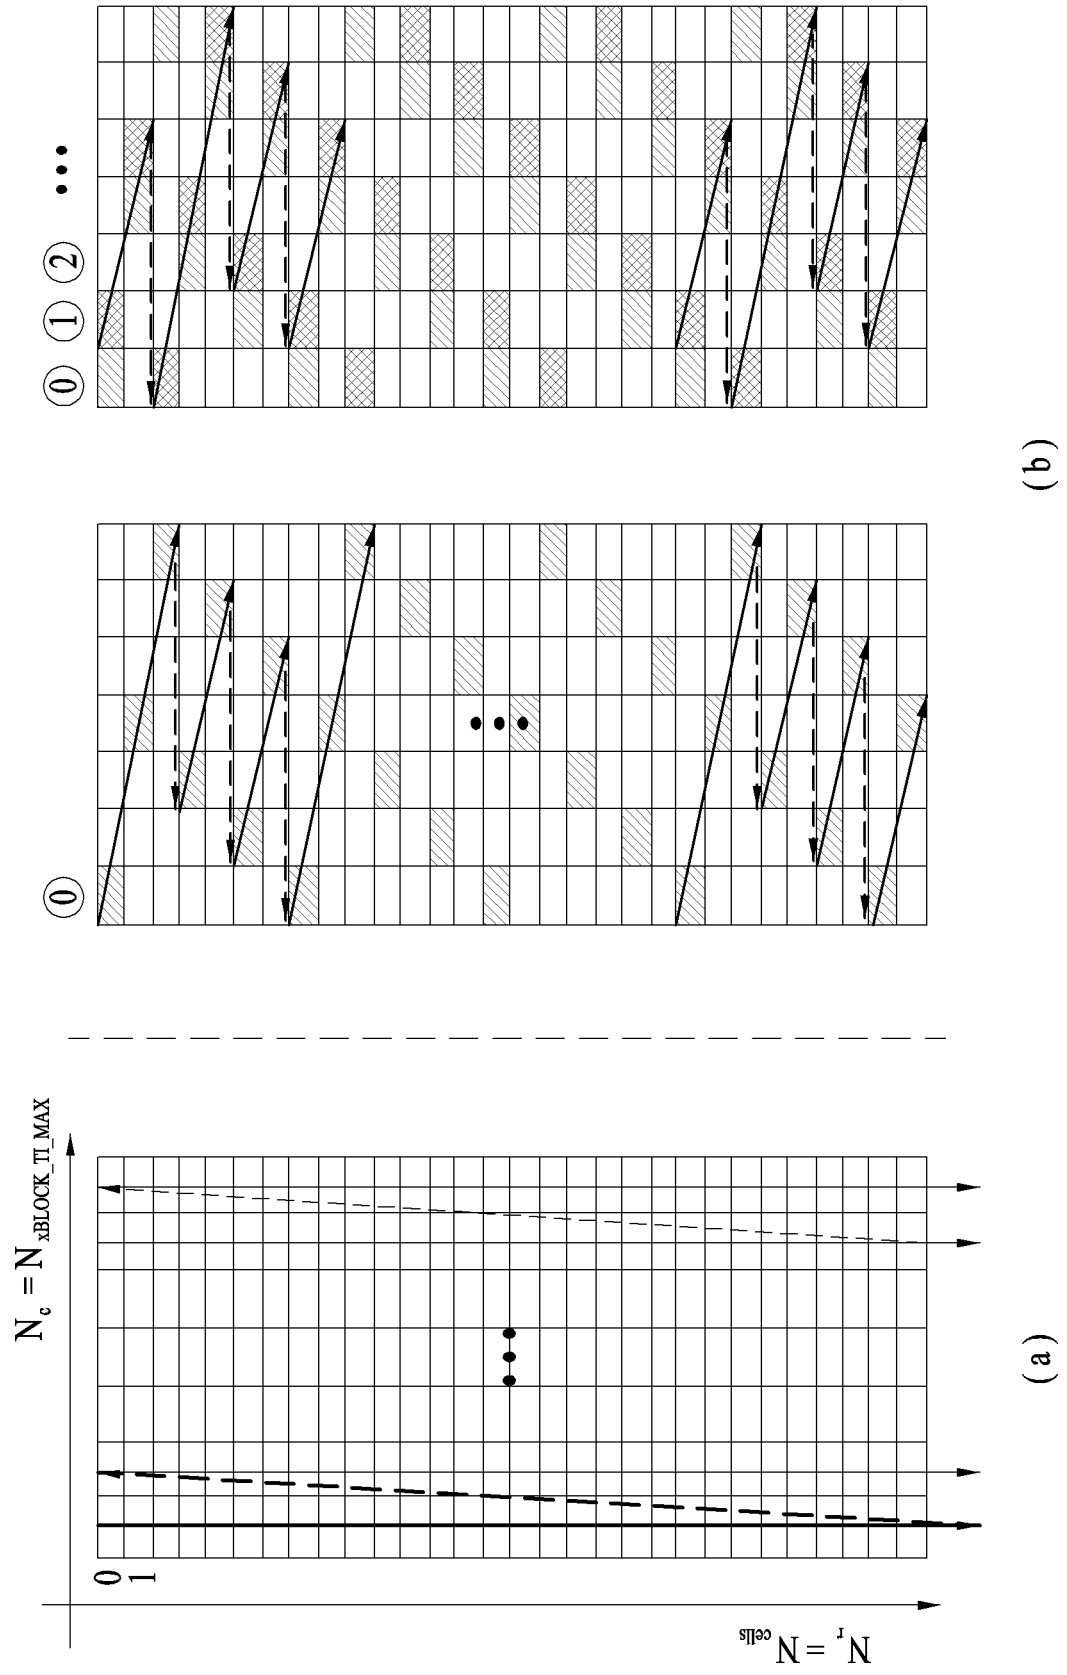 N_c = N_xBLOCK_TI_MAX
N_r = N_cells
0
1
(a)
0
0 1 2 •••
(b)